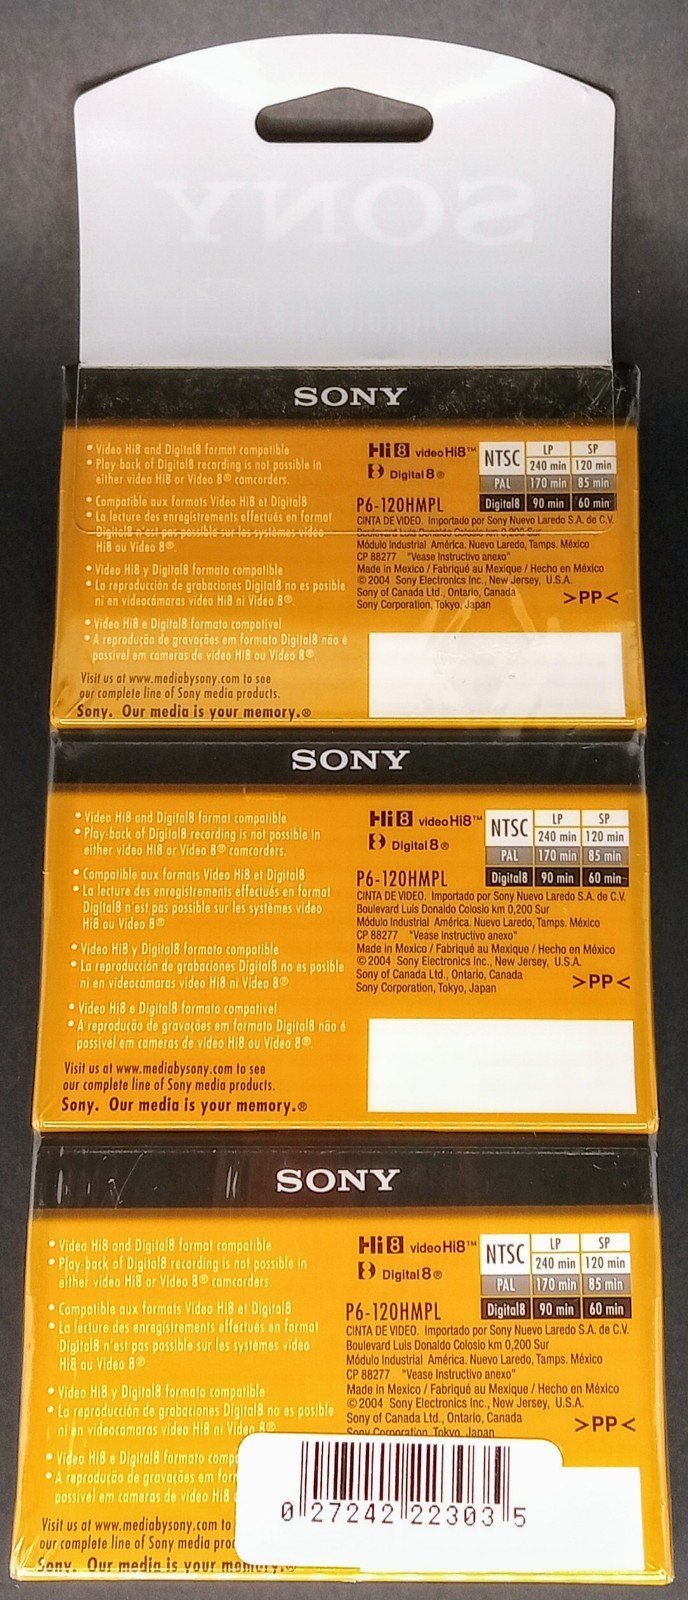 SONY
SONY
• Video Hi8 and Digital8 format compatible
• Play-back of Digital8 recording is not possible in
either video Hi8 or Video 8® camcorders.
• Compatible aux formats Vidéo Hi8 et Digital8
• La lecture des enregistrements effectués en format
Digital8 n'est pas possible sur les systèmes vidéo
Hi8 ou Vidéo 8®.
• Video Hi8 y Digital8 formato compatible
• La reproducción de grabaciones Digital8 no es posible
ni en videocámaras video Hi8 ni Video 8®
• Video Hi8 e Digital8 formato compatível
• A reprodução de gravações em formato Digital8 não é
possível em cameras de vídeo Hi8 ou Video 8®.
Visit us at www.mediabysony.com to see
our complete line of Sony media products.
Sony. Our media is your memory.®
Hi8 video Hi8™
Digital8®
NTSC LP SP
240 min 120 min
PAL 170 min 85 min
Digital8 90 min 60 min
P6-120HMPL
CINTA DE VIDEO. Importado por Sony Nuevo Laredo S.A. de C.V.
Boulevard Luis Donaldo Colosio km 0,200 Sur
Módulo Industrial América. Nuevo Laredo, Tamps. México
CP 88277 "Vease Instructivo anexo"
Made in Mexico / Fabriqué au Mexique / Hecho en México
© 2004 Sony Electronics Inc., New Jersey, U.S.A.
Sony of Canada Ltd., Ontario, Canada
Sony Corporation, Tokyo, Japan
>PP<
SONY
• Video Hi8 and Digital8 format compatible
• Play-back of Digital8 recording is not possible in
either video Hi8 or Video 8® camcorders.
• Compatible aux formats Vidéo Hi8 et Digital8
• La lecture des enregistrements effectués en format
Digital8 n'est pas possible sur les systèmes vidéo
Hi8 ou Vidéo 8®
• Video Hi8 y Digital8 formato compatible
• La reproducción de grabaciones Digital8 no es posible
ni en videocámaras video Hi8 ni Video 8®.
• Video Hi8 e Digital8 formato compatível
• A reprodução de gravações em formato Digital8 não é
possível em cameras de vídeo Hi8 ou Video 8®.
Visit us at www.mediabysony.com to see
our complete line of Sony media products.
Sony. Our media is your memory.®
Hi8 video Hi8™
Digital8®
NTSC LP SP
240 min 120 min
PAL 170 min 85 min
Digital8 90 min 60 min
P6-120HMPL
CINTA DE VIDEO. Importado por Sony Nuevo Laredo S.A. de C.V.
Boulevard Luis Donaldo Colosio km 0,200 Sur
Módulo Industrial América. Nuevo Laredo, Tamps. México
CP 88277 "Vease Instructivo anexo"
Made in Mexico / Fabriqué au Mexique / Hecho en México
© 2004 Sony Electronics Inc., New Jersey, U.S.A.
Sony of Canada Ltd., Ontario, Canada
Sony Corporation, Tokyo, Japan
>PP<
SONY
• Video Hi8 and Digital8 format compatible
• Play-back of Digital8 recording is not possible in
either video Hi8 or Video 8® camcorders.
• Compatible aux formats Vidéo Hi8 et Digital8
• La lecture des enregistrements effectués en format
Digital8 n'est pas possible sur les systèmes vidéo
Hi8 ou Vidéo 8®.
• Video Hi8 y Digital8 formato compatible
• La reproducción de grabaciones Digital8 no es posible
ni en videocámaras video Hi8 ni Video 8®
• Video Hi8 e Digital8 formato comp
• A reprodução de gravações em for
possível em cameras de vídeo Hi8
Visit us at www.mediabysony.com to
our complete line of Sony media
Sony. Our media is your memory.®
Hi8 video Hi8™
Digital8®
NTSC LP SP
240 min 120 min
PAL 170 min 85 min
Digital8 90 min 60 min
P6-120HMPL
CINTA DE VIDEO. Importado por Sony Nuevo Laredo S.A. de C.V.
Boulevard Luis Donaldo Colosio km 0,200 Sur
Módulo Industrial América. Nuevo Laredo, Tamps. México
CP 88277 "Vease Instructivo anexo"
Made in Mexico / Fabriqué au Mexique / Hecho en México
© 2004 Sony Electronics Inc., New Jersey, U.S.A.
Sony of Canada Ltd., Ontario, Canada
Sony Corporation, Tokyo, Japan
>PP<
0 27242 22303 5